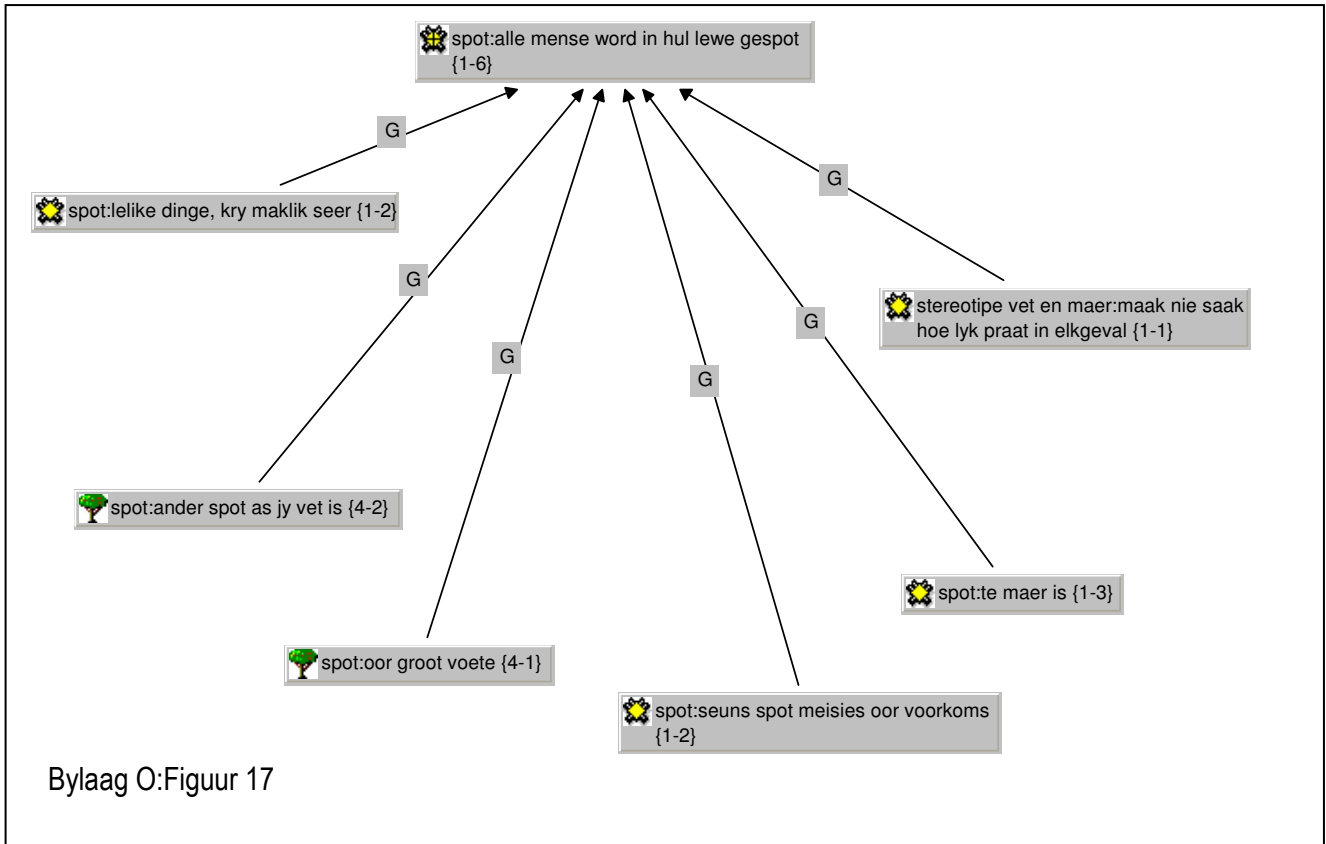 spot:alle mense word in hul lewe gespot
{1-6}
G
spot:lelike dinge, kry maklik seer {1-2}
G
stereotipe vet en maer:maak nie saak
hoe lyk praat in elkgeval {1-1}
G
G
G
G
spot:ander spot as jy vet is {4-2}
spot:te maer is {1-3}
spot:oor groot voete {4-1}
spot:seuns spot meisies oor voorkoms
{1-2}
Bylaag O:Figuur 17